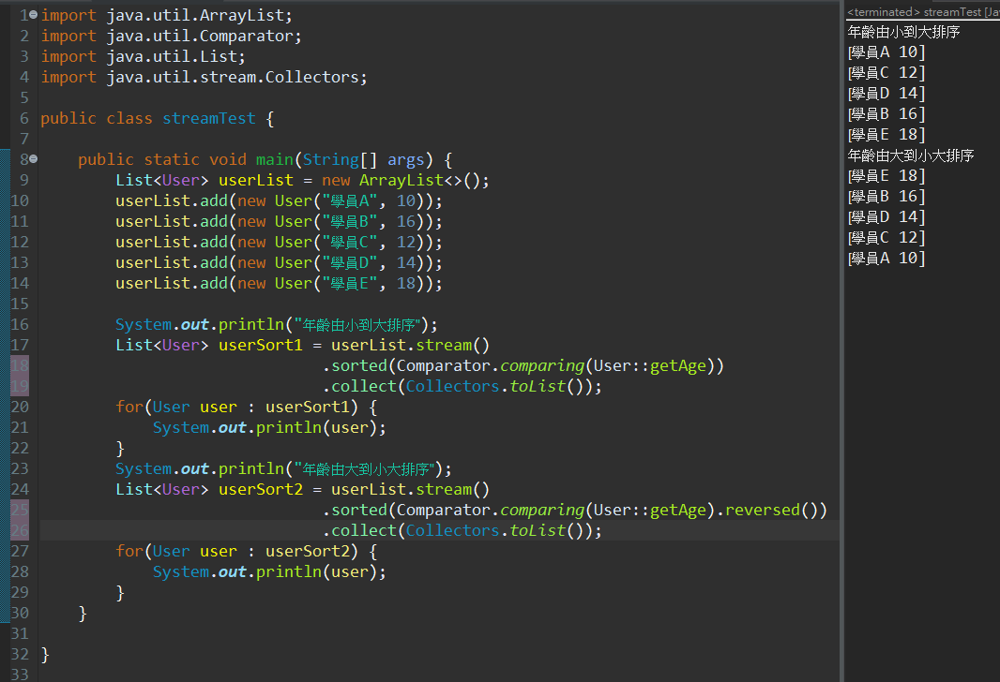 1 import java.util.ArrayList;
2 import java.util.Comparator;
3 import java.util.List;
4 import java.util.stream.Collectors;
5
6 public class streamTest {
7
8     public static void main(String[] args) {
9         List<User> userList = new ArrayList<>();
10         userList.add(new User("學員A", 10));
11         userList.add(new User("學員B", 16));
12         userList.add(new User("學員C", 12));
13         userList.add(new User("學員D", 14));
14         userList.add(new User("學員E", 18));
15
16         System.out.println("年齡由小到大排序");
17         List<User> userSort1 = userList.stream()
18                               .sorted(Comparator.comparing(User::getAge))
19                               .collect(Collectors.toList());
20         for(User user : userSort1) {
21             System.out.println(user);
22         }
23         System.out.println("年齡由大到小大排序");
24         List<User> userSort2 = userList.stream()
25                               .sorted(Comparator.comparing(User::getAge).reversed())
26                               .collect(Collectors.toList());
27         for(User user : userSort2) {
28             System.out.println(user);
29         }
30     }
31
32 }
33
<terminated> streamTest [Ja
年齡由小到大排序
[學員A 10]
[學員C 12]
[學員D 14]
[學員B 16]
[學員E 18]
年齡由大到小大排序
[學員E 18]
[學員B 16]
[學員D 14]
[學員C 12]
[學員A 10]